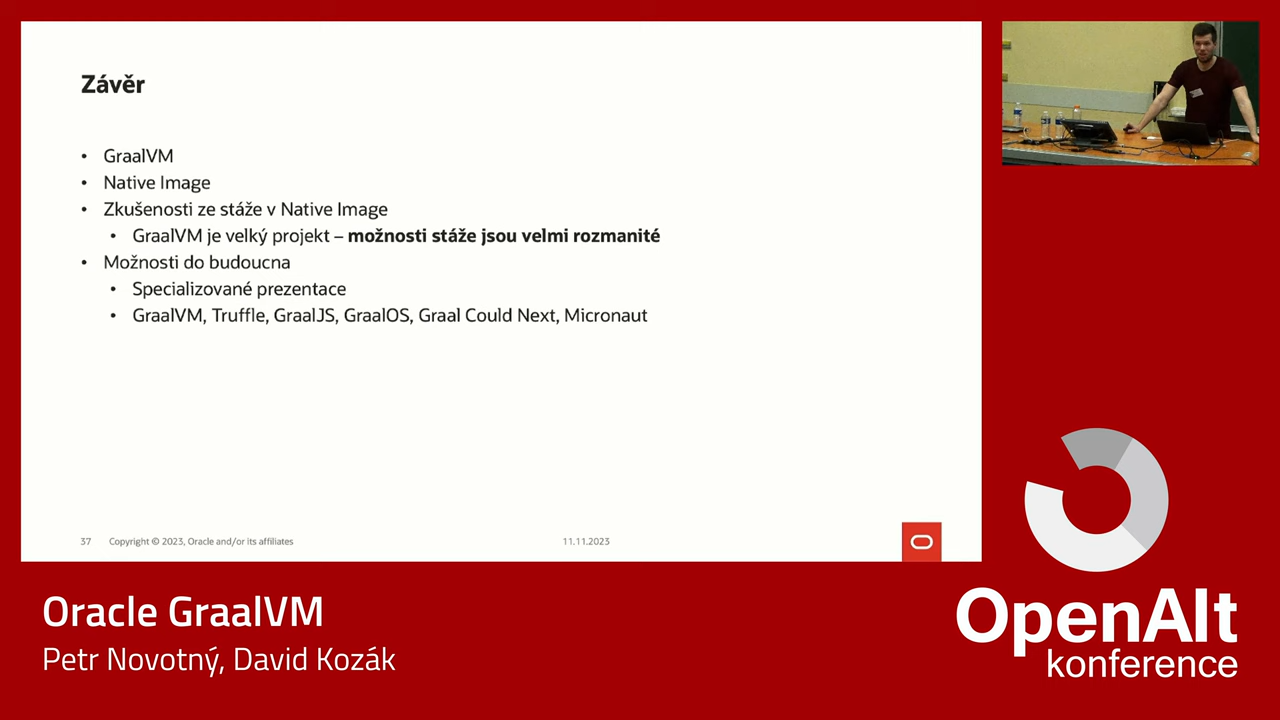 Závěr
• GraalVM
• Native Image
• Zkušenosti ze stáže v Native Image
• GraalVM je velký projekt – možnosti stáže jsou velmi rozmanité
• Možnosti do budoucna
• Specializované prezentace
• GraalVM, Truffle, GraalJS, GraalOS, Graal Could Next, Micronaut
37 Copyright © 2023, Oracle and/or its affiliates 11.11.2023
Oracle GraalVM
Petr Novotný, David Kozák
OpenAlt
konference